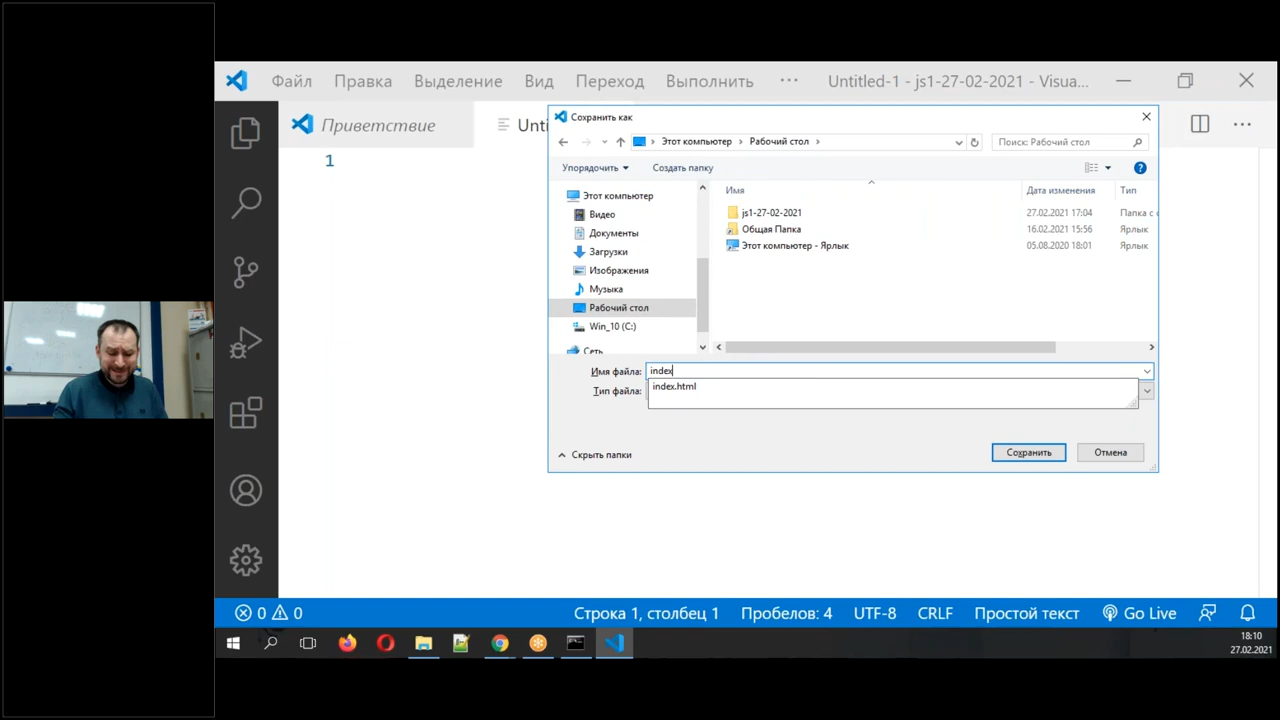 Файл Правка Выделение Вид Переход Выполнить ··· Untitled-1 - js1-27-02-2021 - Visua...
Приветствие
Unti
1
Сохранить как
Этот компьютер Рабочий стол
Поиск: Рабочий стол
Упорядочить Создать папку
Этот компьютер
Видео
Документы
Загрузки
Изображения
Музыка
Рабочий стол
Win_10 (C:)
Сеть
Имя Дата изменения Тип
js1-27-02-2021 27.02.2021 17:04 Папка с
Общая Папка 16.02.2021 15:56 Ярлык
Этот компьютер - Ярлык 05.08.2020 18:01 Ярлык
Имя файла: index
index.html
Тип файла:
Скрыть папки
Сохранить Отмена
0 0 Строка 1, столбец 1 Пробелов: 4 UTF-8 CRLF Простой текст Go Live
18:10
27.02.2021